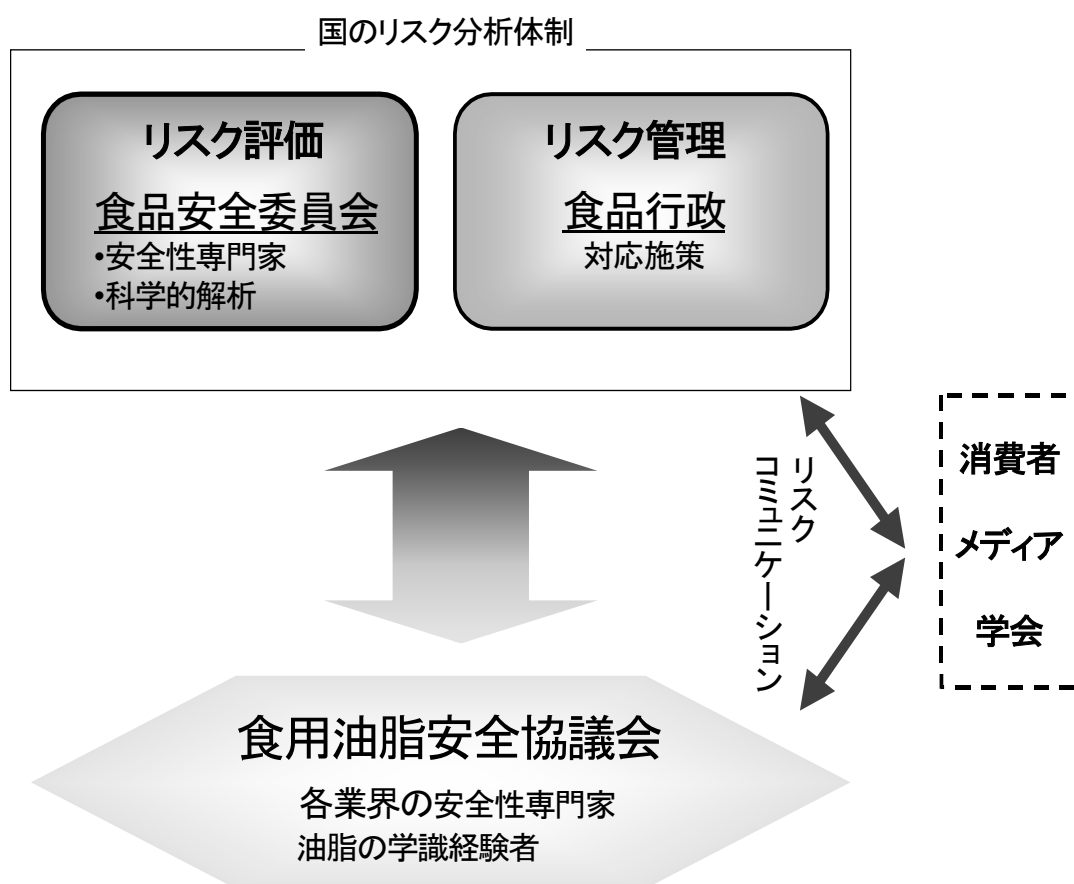 国のリスク分析体制
リスク評価
食品安全委員会
•安全性専門家
•科学的解析
リスク管理
食品行政
対応施策
リスク
コミュニケーション
消費者
メディア
学会
食用油脂安全協議会
各業界の安全性専門家
油脂の学識経験者